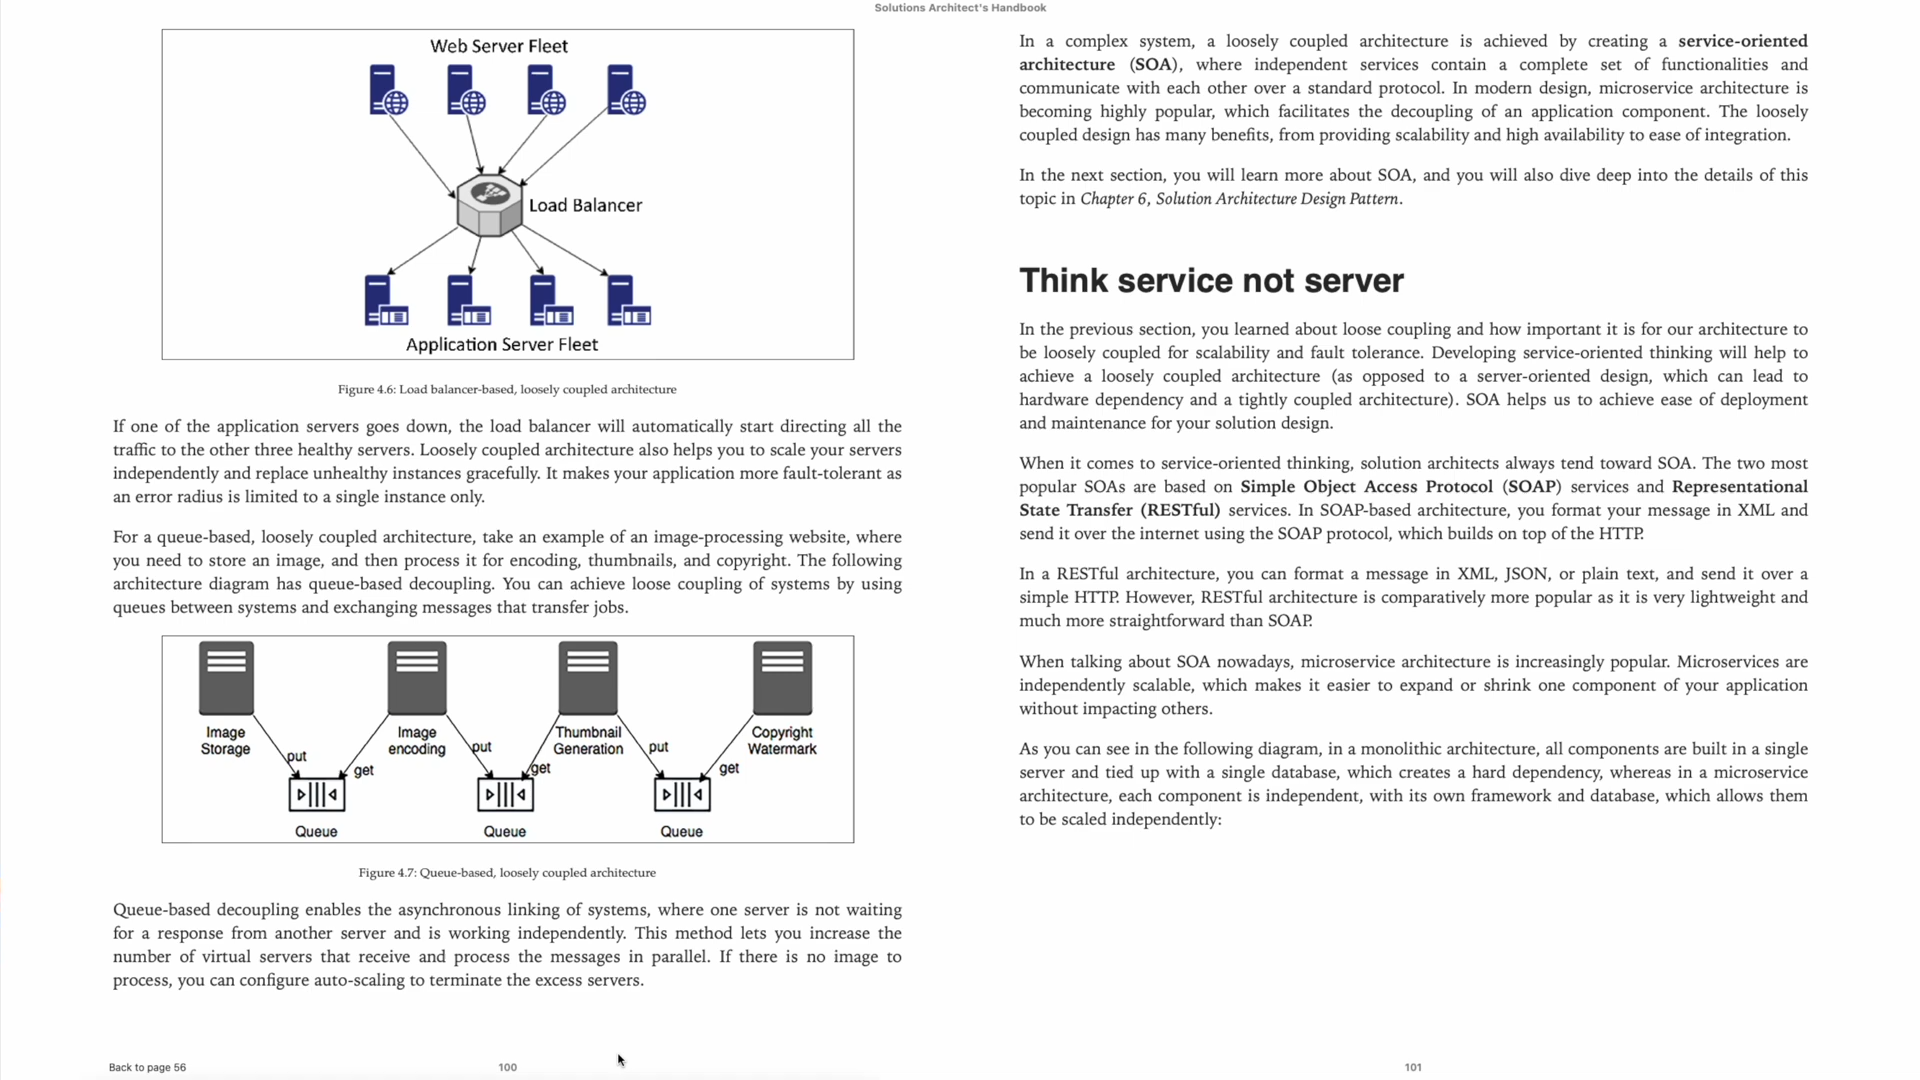 Solutions Architect's Handbook
Web Server Fleet
Load Balancer
Application Server Fleet
Figure 4.6: Load balancer-based, loosely coupled architecture
If one of the application servers goes down, the load balancer will automatically start directing all the
traffic to the other three healthy servers. Loosely coupled architecture also helps you to scale your servers
independently and replace unhealthy instances gracefully. It makes your application more fault-tolerant as
an error radius is limited to a single instance only.
For a queue-based, loosely coupled architecture, take an example of an image-processing website, where
you need to store an image, and then process it for encoding, thumbnails, and copyright. The following
architecture diagram has queue-based decoupling. You can achieve loose coupling of systems by using
queues between systems and exchanging messages that transfer jobs.
Image
Storage
Image
encoding
Thumbnail
Generation
Copyright
Watermark
put
get
put
get
put
get
Queue
Queue
Queue
Figure 4.7: Queue-based, loosely coupled architecture
Queue-based decoupling enables the asynchronous linking of systems, where one server is not waiting
for a response from another server and is working independently. This method lets you increase the
number of virtual servers that receive and process the messages in parallel. If there is no image to
process, you can configure auto-scaling to terminate the excess servers.
Back to page 56
100
In a complex system, a loosely coupled architecture is achieved by creating a service-oriented
architecture (SOA), where independent services contain a complete set of functionalities and
communicate with each other over a standard protocol. In modern design, microservice architecture is
becoming highly popular, which facilitates the decoupling of an application component. The loosely
coupled design has many benefits, from providing scalability and high availability to ease of integration.
In the next section, you will learn more about SOA, and you will also dive deep into the details of this
topic in Chapter 6, Solution Architecture Design Pattern.
Think service not server
In the previous section, you learned about loose coupling and how important it is for our architecture to
be loosely coupled for scalability and fault tolerance. Developing service-oriented thinking will help to
achieve a loosely coupled architecture (as opposed to a server-oriented design, which can lead to
hardware dependency and a tightly coupled architecture). SOA helps us to achieve ease of deployment
and maintenance for your solution design.
When it comes to service-oriented thinking, solution architects always tend toward SOA. The two most
popular SOAs are based on Simple Object Access Protocol (SOAP) services and Representational
State Transfer (RESTful) services. In SOAP-based architecture, you format your message in XML and
send it over the internet using the SOAP protocol, which builds on top of the HTTP.
In a RESTful architecture, you can format a message in XML, JSON, or plain text, and send it over a
simple HTTP. However, RESTful architecture is comparatively more popular as it is very lightweight and
much more straightforward than SOAP.
When talking about SOA nowadays, microservice architecture is increasingly popular. Microservices are
independently scalable, which makes it easier to expand or shrink one component of your application
without impacting others.
As you can see in the following diagram, in a monolithic architecture, all components are built in a single
server and tied up with a single database, which creates a hard dependency, whereas in a microservice
architecture, each component is independent, with its own framework and database, which allows them
to be scaled independently:
101